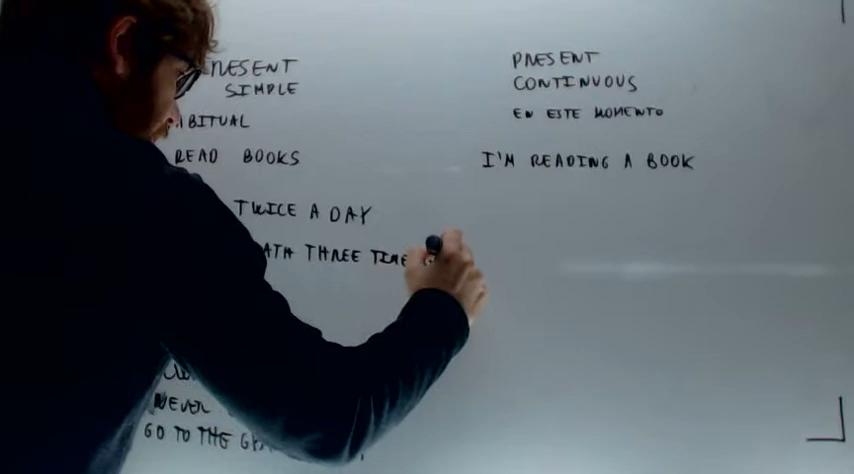 PRESENT
SIMPLE
HABITUAL
READ BOOKS
TWICE A DAY
THREE TIME
NEVER
GO TO THE
PRESENT
CONTINUOUS
EN ESTE MOMENTO
I'M READING A BOOK